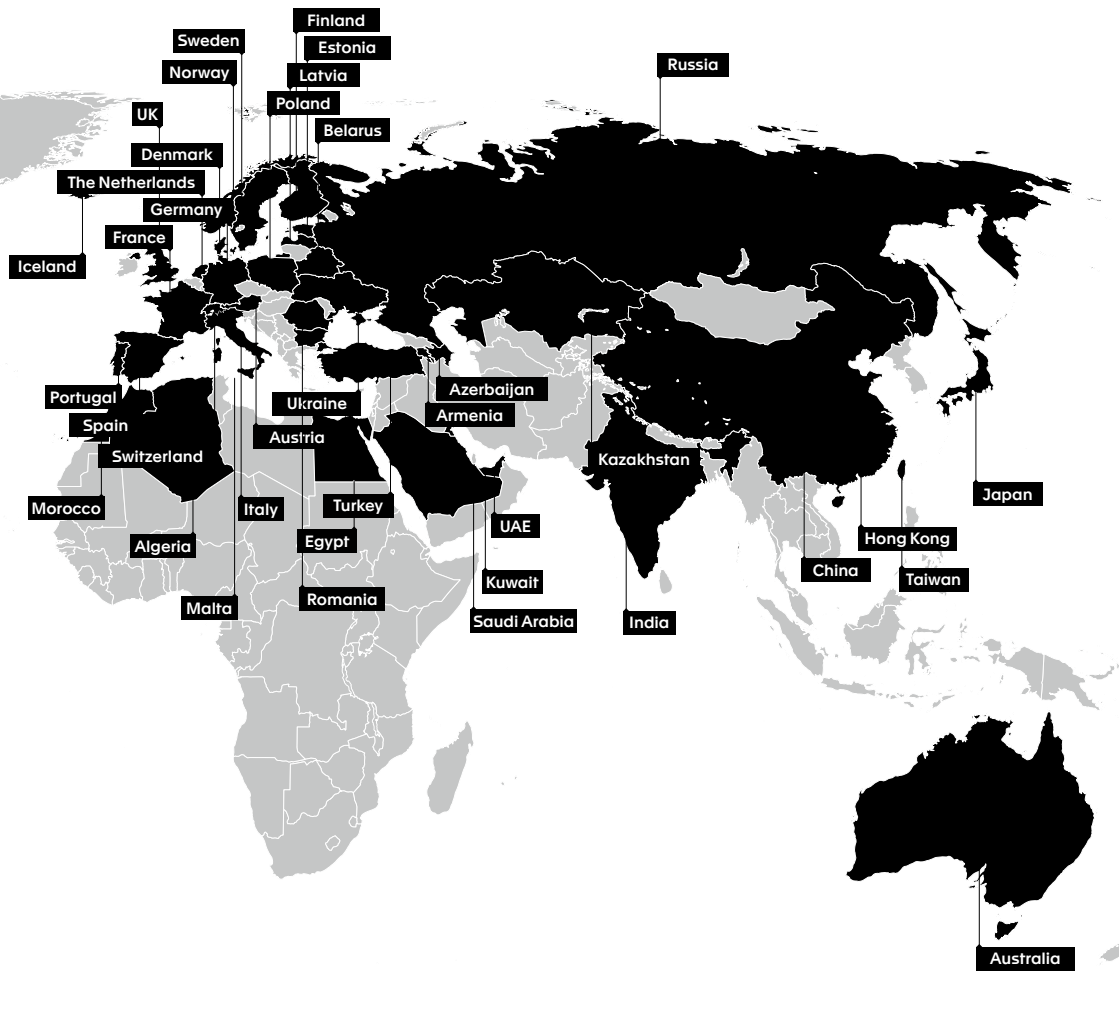 Finland
Sweden
Estonia
Russia
Norway
Latvia
Poland
UK
Belarus
Denmark
The Netherlands
Germany
France
Iceland
Azerbaijan
Portugal
Ukraine
Armenia
Spain
Austria
Switzerland
Kazakhstan
Japan
Morocco
Italy
Turkey
UAE
Hong Kong
Egypt
Algeria
China
Taiwan
Kuwait
Romania
Malta
Saudi Arabia
India
Australia